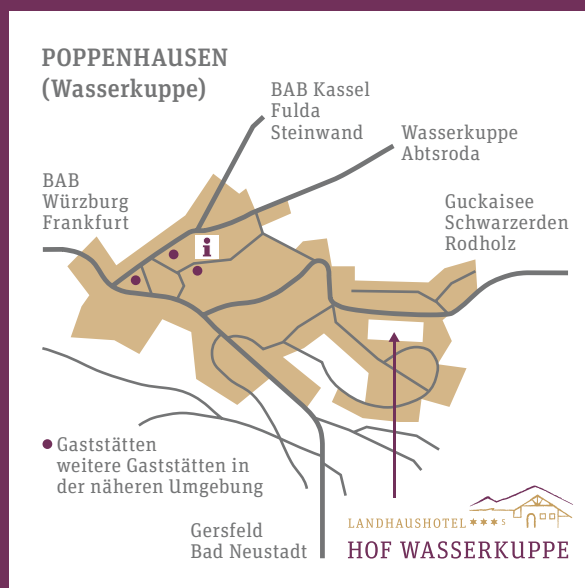 POPPENHAUSEN
(Wasserkuppe)
BAB Kassel
Fulda
Steinwand
Wasserkuppe
Abtsroda
BAB
Würzburg
Frankfurt
Guckaisee
Schwarzerden
Rodholz
i
Gaststätten
weitere Gaststätten in
der näheren Umgebung
Gersfeld
Bad Neustadt
LANDHAUSHOTEL ★★★S
HOF WASSERKUPPE